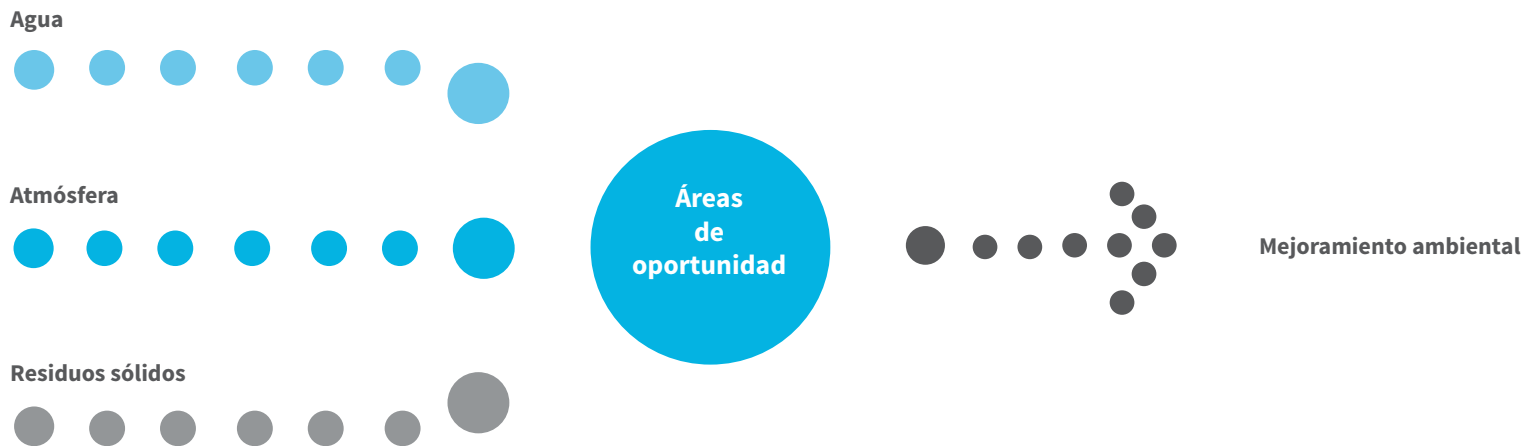 Agua
Atmósfera
Áreas
de
oportunidad
Mejoramiento ambiental
Residuos sólidos